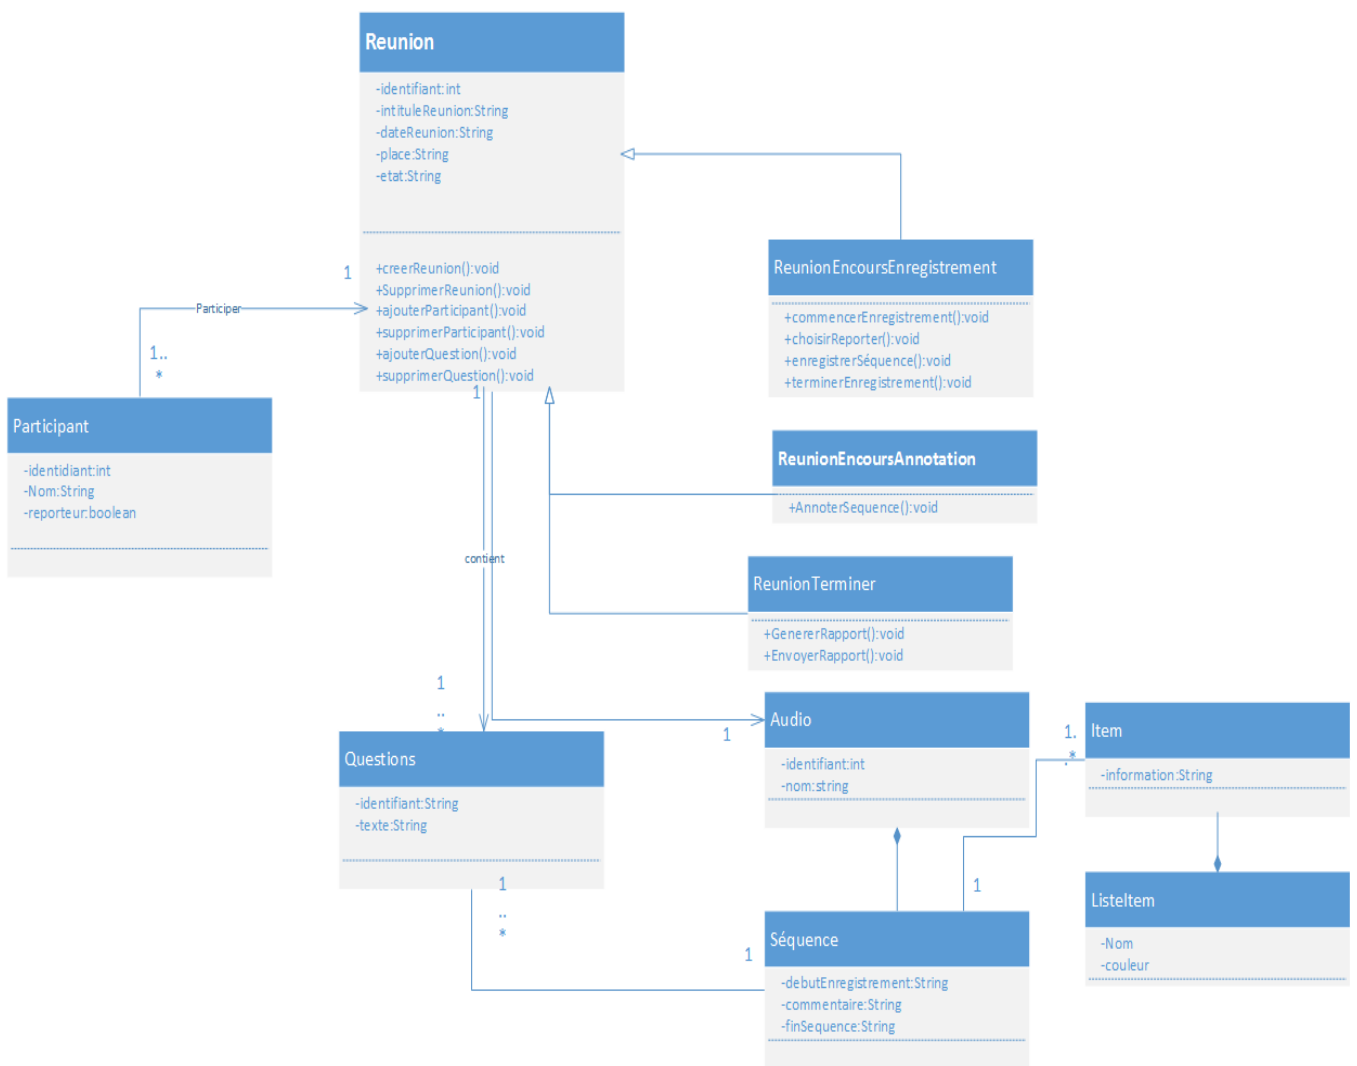 Reunion
-identifiant:int
-intituleReunion:String
-dateReunion:String
-place:String
-etat:String
+creerReunion():void
+SupprimerReunion():void
+ajouterParticipant():void
+supprimerParticipant():void
+ajouterQuestion():void
+supprimerQuestion():void
1
1
Participer
1..
*
Participant
-identidiant:int
-Nom:String
-reporteur:boolean
ReunionEncoursEnregistrement
+commencerEnregistrement():void
+choisirReporter():void
+enregistrerSéquence():void
+terminerEnregistrement():void
ReunionEncoursAnnotation
+AnnoterSequence():void
ReunionTerminer
+GenererRapport():void
+EnvoyerRapport():void
contient
1
..
*
Questions
-identifiant:String
-texte:String
1
..
*
1
Audio
-identifiant:int
-nom:string
1.
.*
Item
-information:String
1
ListeItem
-Nom
-couleur
1
Séquence
-debutEnregistrement:String
-commentaire:String
-finSequence:String